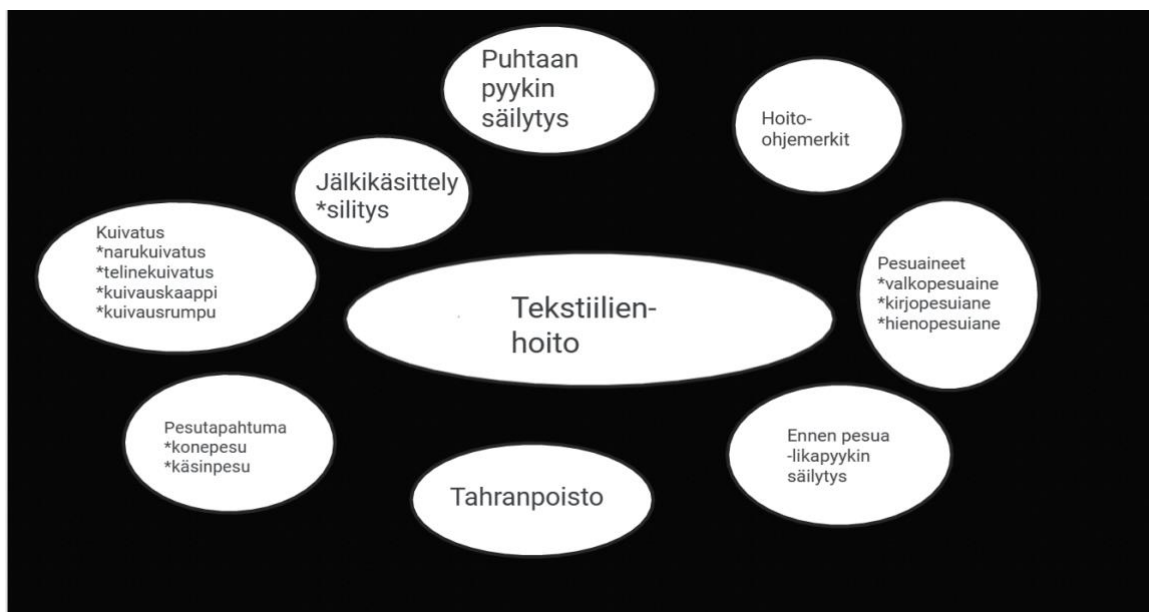 Puhtaan
pyykin
säilytys
Hoito-
ohjemerkit
Jälkikäsittely
*silitys
Kuivatus
*narukuivatus
*telinekuivatus
*kuivauskaappi
*kuivausrumpu
Tekstiilien-
hoito
Pesuaineet
*valkopesuaine
*kirjopesuiane
*hienopesuiane
Pesutapahtuma
*konepesu
*käsinpesu
Tahranpoisto
Ennen pesua
-likapyykin
säilytys